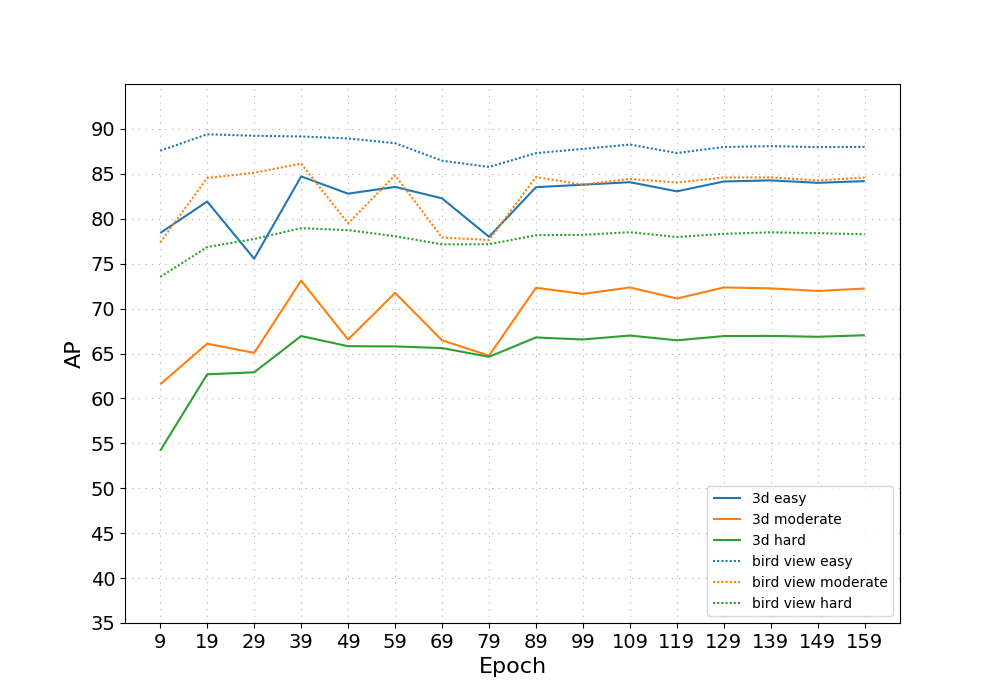 AP
90
85
80
75
70
65
60
55
50
45
40
35
9 19 29 39 49 59 69 79 89 99 109 119 129 139 149 159
Epoch
3d easy
3d moderate
3d hard
bird view easy
bird view moderate
bird view hard